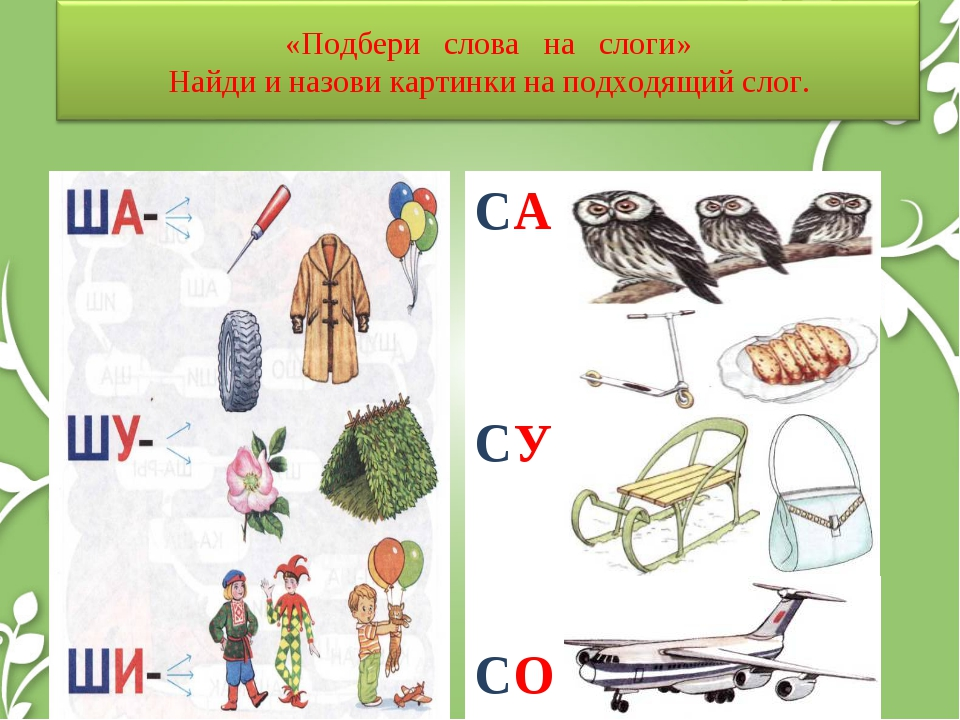 «Подбери слова на слоги»
Найди и назови картинки на подходящий слог.
ША-
ШУ-
ШИ-
СА
СУ
СО